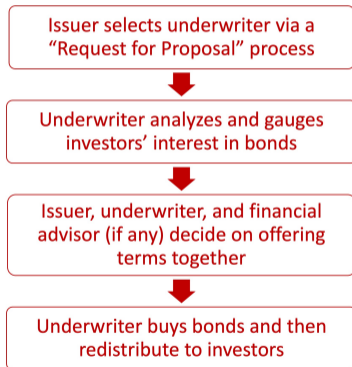 Issuer selects underwriter via a
“Request for Proposal” process
Underwriter analyzes and gauges
investors’ interest in bonds
Issuer, underwriter, and financial
advisor (if any) decide on offering
terms together
Underwriter buys bonds and then
redistribute to investors